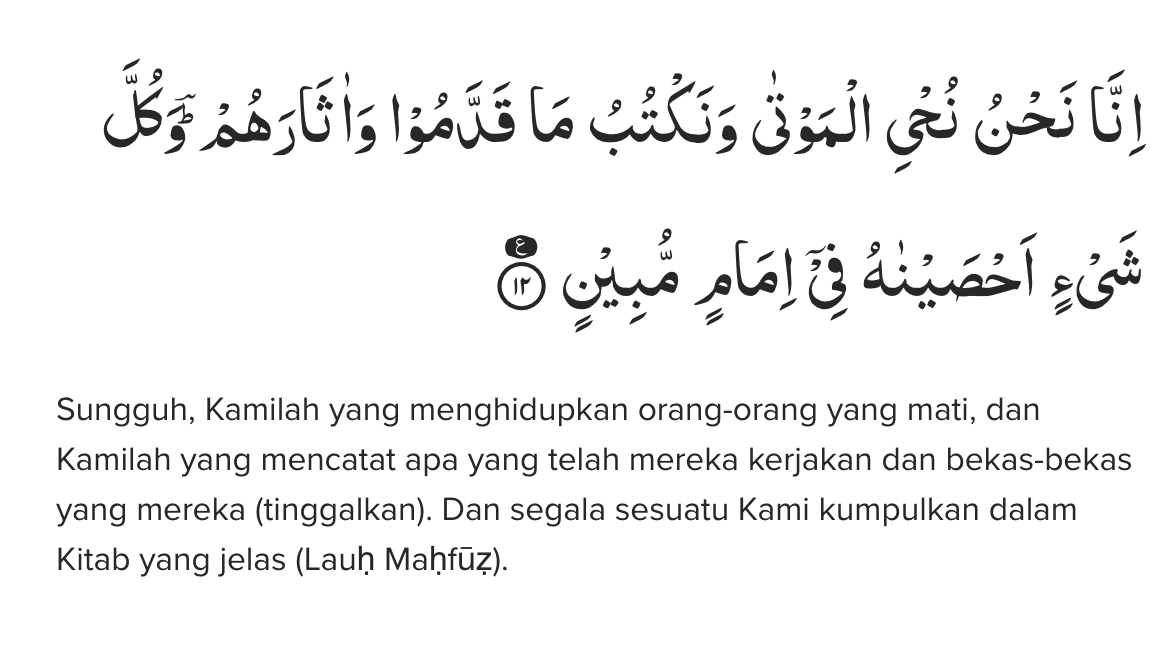 اِنَّا نَحْنُ نُحْيِ الْمَوْتٰى وَنَكْتُبُ مَا قَدَّمُوْا وَاٰثَارَهُمْۗ وَكُلَّ
شَيْءٍ اَحْصَيْنٰهُ فِيْٓ اِمَامٍ مُّبِيْنٍ ࣖ ١٢
Sungguh, Kamilah yang menghidupkan orang-orang yang mati, dan
Kamilah yang mencatat apa yang telah mereka kerjakan dan bekas-bekas
yang mereka (tinggalkan). Dan segala sesuatu Kami kumpulkan dalam
Kitab yang jelas (Lauḥ Maḥfūẓ).